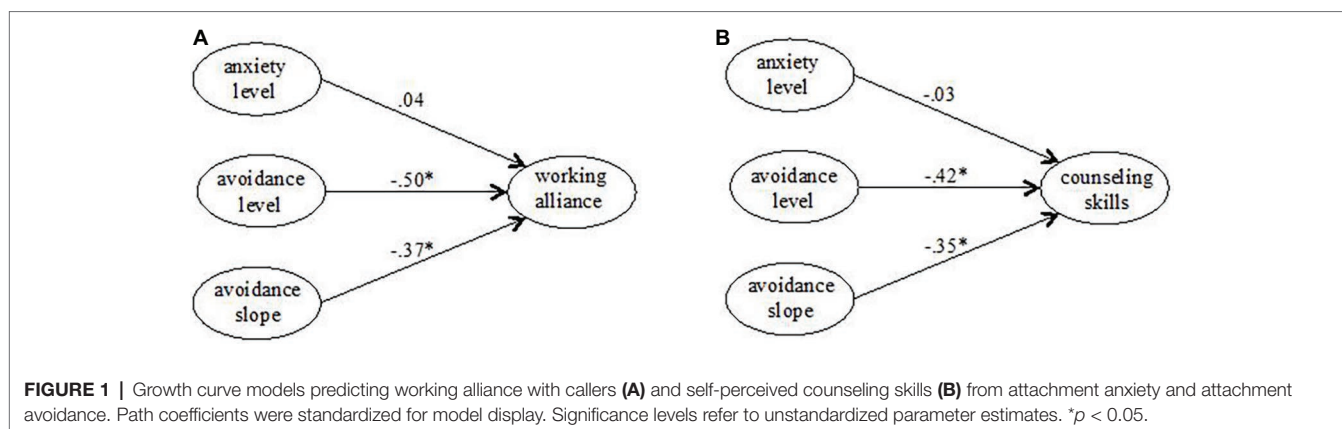 A
anxiety
level
.04
avoidance
level
-.50*
working
alliance
-.37*
avoidance
slope
B
anxiety
level
-.03
avoidance
level
-.42*
counseling
skills
-.35*
avoidance
slope
FIGURE 1 | Growth curve models predicting working alliance with callers (A) and self-perceived counseling skills (B) from attachment anxiety and attachment
avoidance. Path coefficients were standardized for model display. Significance levels refer to unstandardized parameter estimates. *p < 0.05.